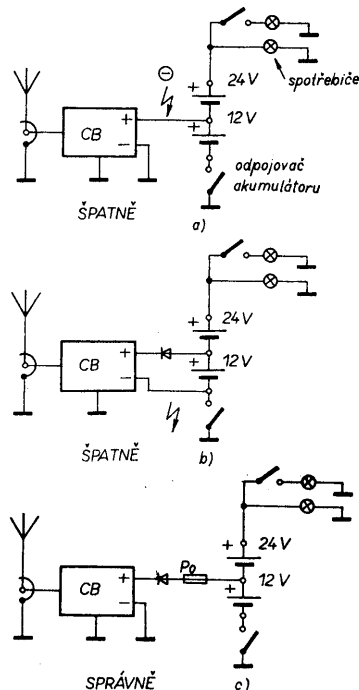 ⊖
24 V
+
spotřebiče
+
12 V
CB
+
−
odpojovač
akumulátoru
ŠPATNĚ
a)
+
24 V
CB
+
−
12 V
ŠPATNĚ
b)
+
24 V
CB
+
−
Po
12 V
+
SPRÁVNĚ
c)